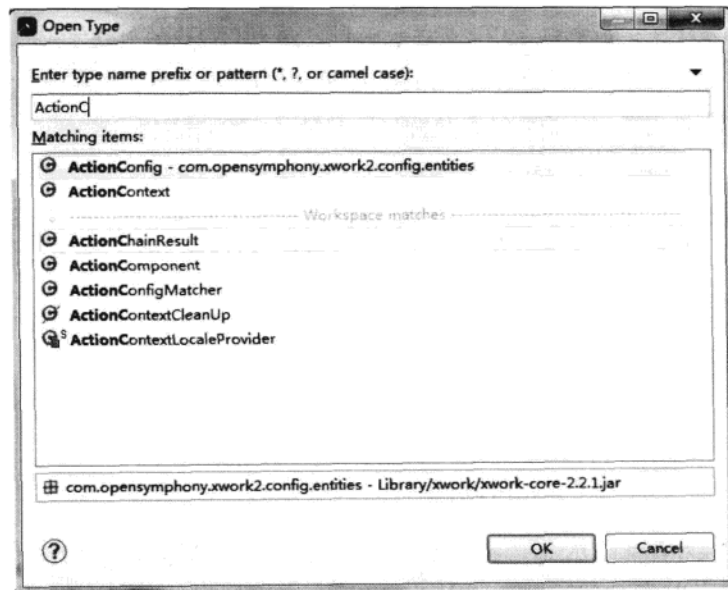 Open Type
Enter type name prefix or pattern (*, ?, or camel case):
ActionC
Matching items:
ActionConfig - com.opensymphony.xwork2.config.entities
ActionContext
Workspace matches
ActionChainResult
ActionComponent
ActionConfigMatcher
ActionContextCleanUp
S ActionContextLocaleProvider
com.opensymphony.xwork2.config.entities - Library/xwork/xwork-core-2.2.1.jar
?
OK Cancel